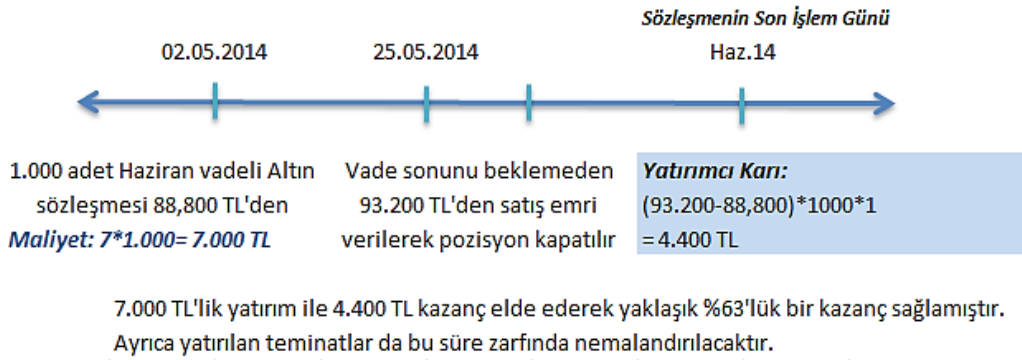 Sözleşmenin Son İşlem Günü
02.05.2014
25.05.2014
Haz.14
1.000 adet Haziran vadeli Altın
sözleşmesi 88,800 TL'den
Maliyet: 7*1.000= 7.000 TL
Vade sonunu beklemeden
93.200 TL'den satış emri
verilerek pozisyon kapatılır
Yatırımcı Karı:
(93.200-88,800)*1000*1
= 4.400 TL
7.000 TL'lik yatırım ile 4.400 TL kazanç elde ederek yaklaşık %63'lük bir kazanç sağlamıştır.
Ayrıca yatırılan teminatlar da bu süre zarfında nemalandırılacaktır.